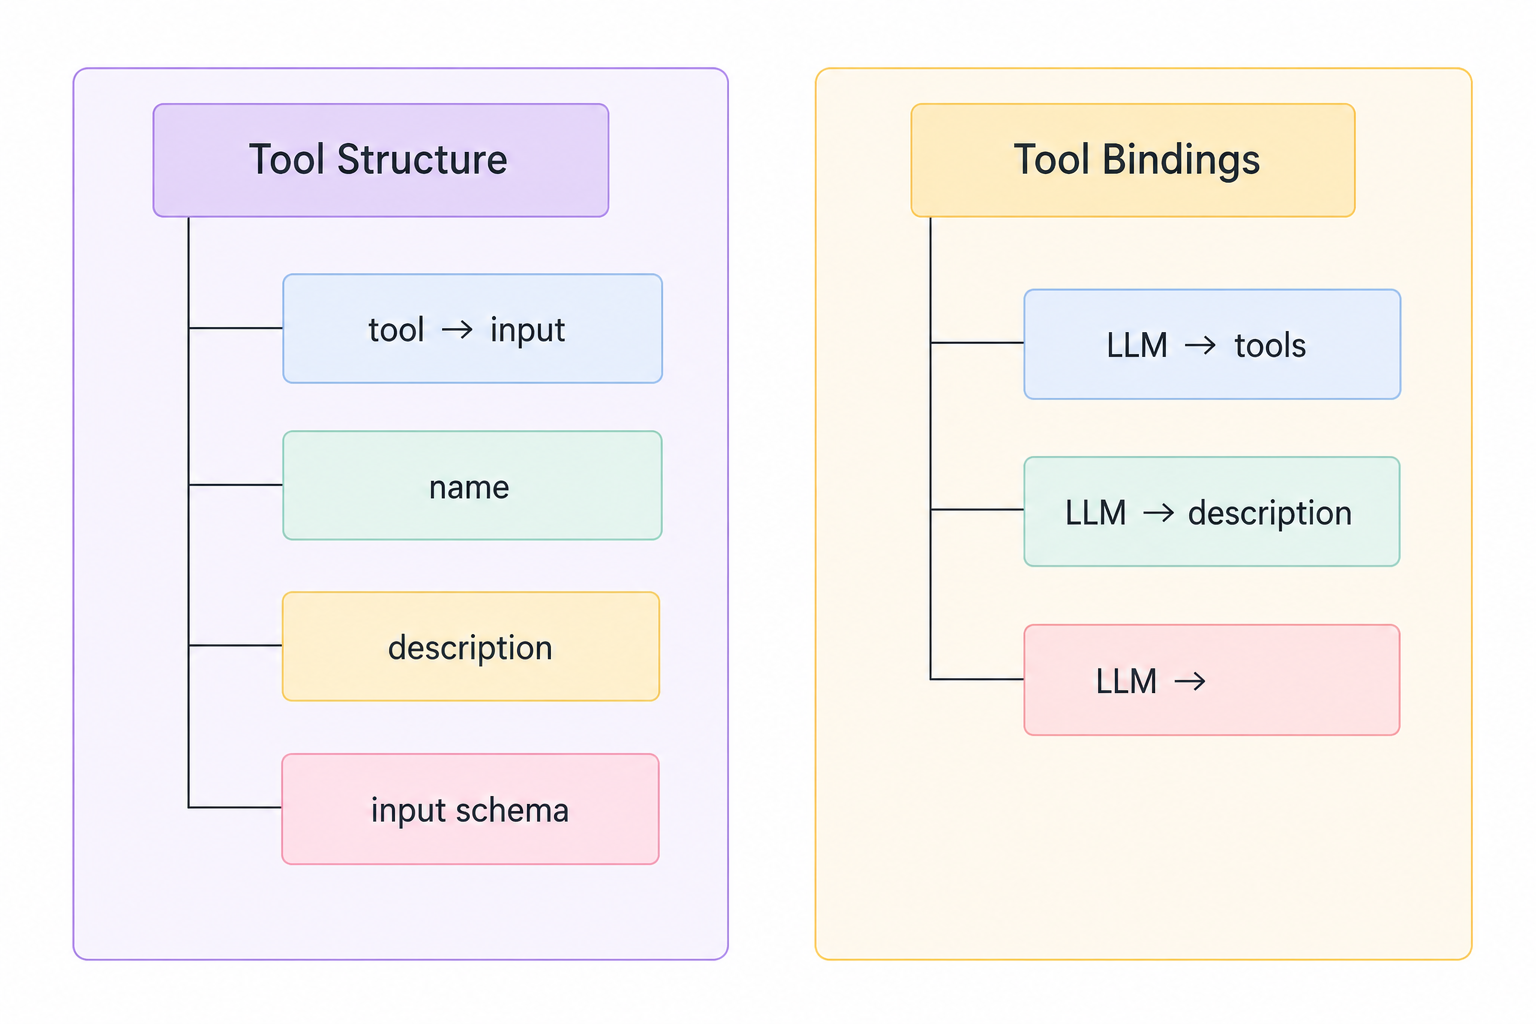 Tool Structure
tool → input
name
description
input schema
Tool Bindings
LLM → tools
LLM → description
LLM →